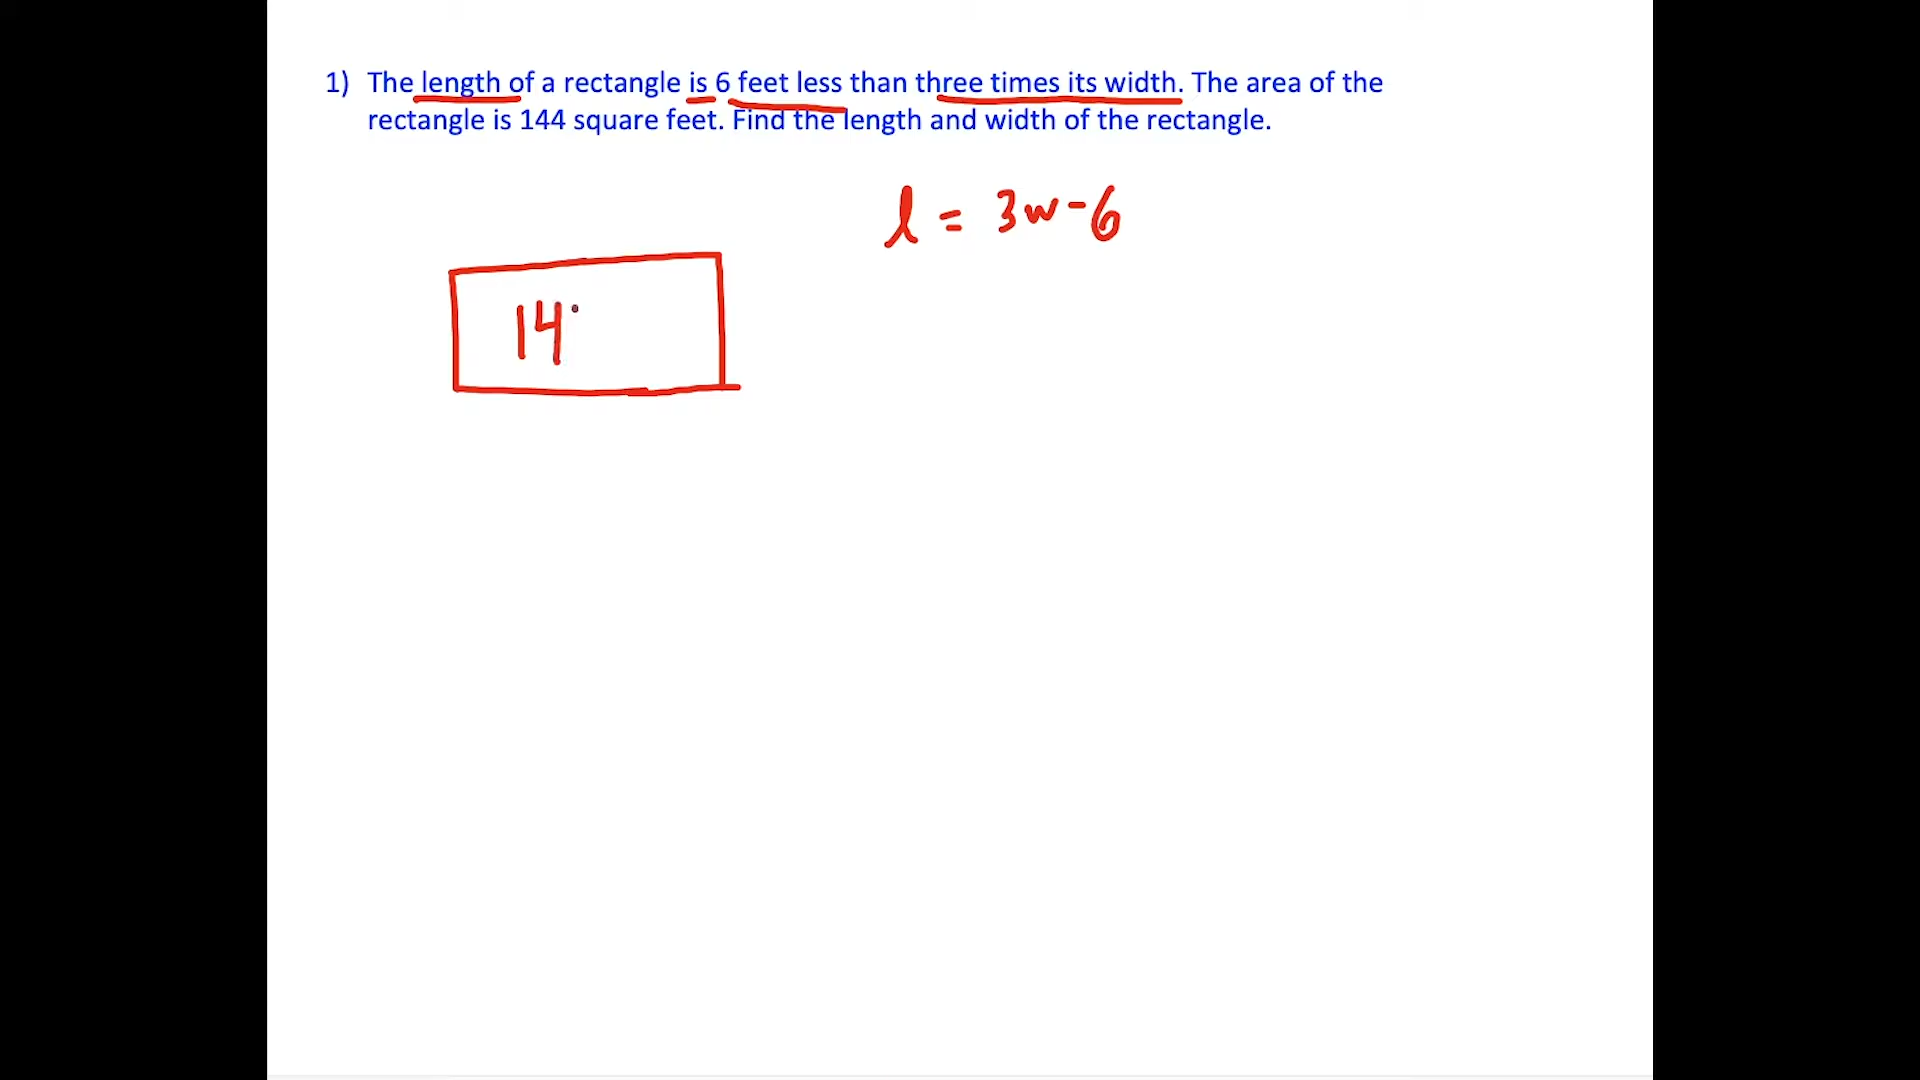 1) The length of a rectangle is 6 feet less than three times its width. The area of the
rectangle is 144 square feet. Find the length and width of the rectangle.
l = 3w - 6
14